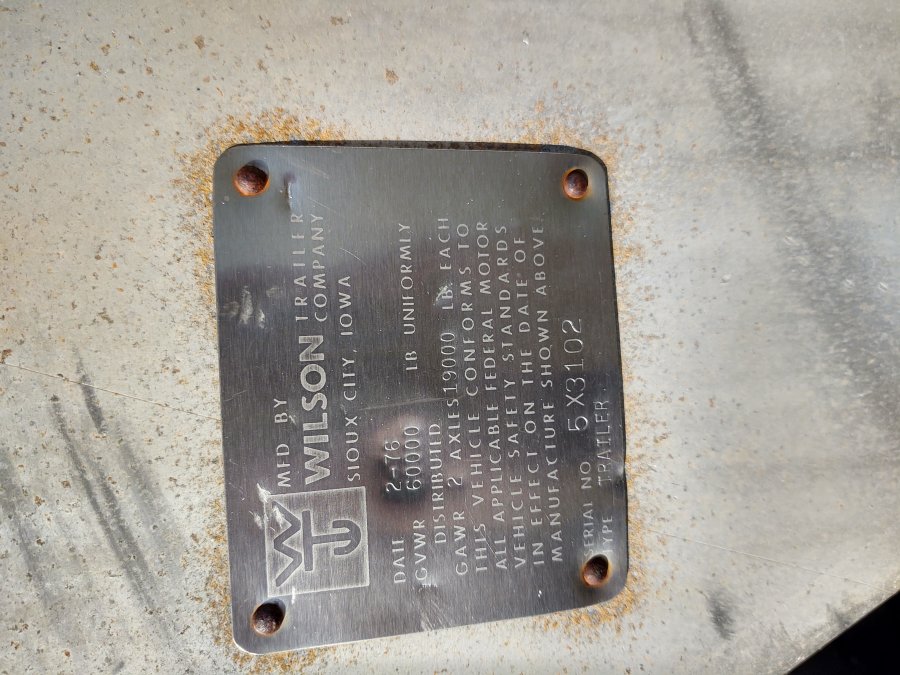 MFD BY
WILSON TRAILER COMPANY
SIOUX CITY, IOWA
DATE 2-76
GVWR 60000 LB UNIFORMLY
DISTRIBUTED
GAWR 2 AXLES 19000 LB. EACH
THIS VEHICLE CONFORMS TO
ALL APPLICABLE FEDERAL MOTOR
VEHICLE SAFETY STANDARDS
IN EFFECT ON THE DATE OF
MANUFACTURE SHOWN ABOVE.
SERIAL NO. 5 X3102
TYPE TRAILER